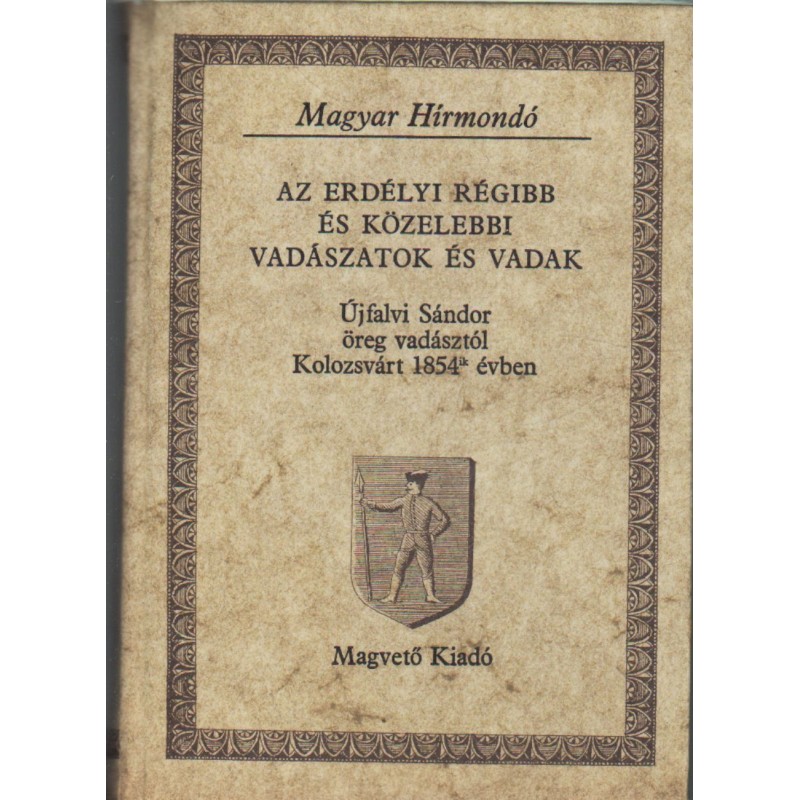 Magyar Hírmondó
AZ ERDÉLYI RÉGIBB
ÉS KÖZELEBBI
VADÁSZATOK ÉS VADAK
Újfalvi Sándor
öreg vadásztól
Kolozsvárt 1854ik évben
Magvető Kiadó